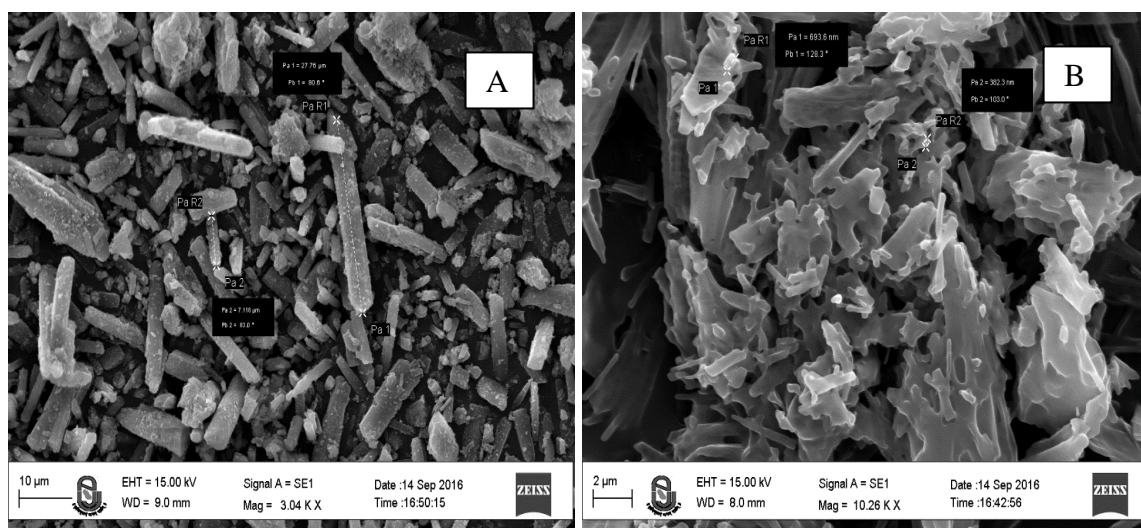 Pa 1 = 27.76 µm
Pb 1 = 80.6 °
A
Pa R1
Pa R2
Pa 2
Pa 2 = 7.118 µm
Pb 2 = 83.0 °
Pa 1
10 µm
EHT = 15.00 kV
Signal A = SE1
Date :14 Sep 2016
WD = 9.0 mm
Mag = 3.04 K X
Time :16:50:15
ZEISS
Pa R1
Pa 1 = 693.6 nm
Pb 1 = 128.3 °
B
Pa 1
Pa 2 = 382.3 nm
Pb 2 = 103.0 °
Pa R2
Pa 2
2 µm
EHT = 15.00 kV
Signal A = SE1
Date :14 Sep 2016
WD = 8.0 mm
Mag = 10.26 K X
Time :16:42:56
ZEISS